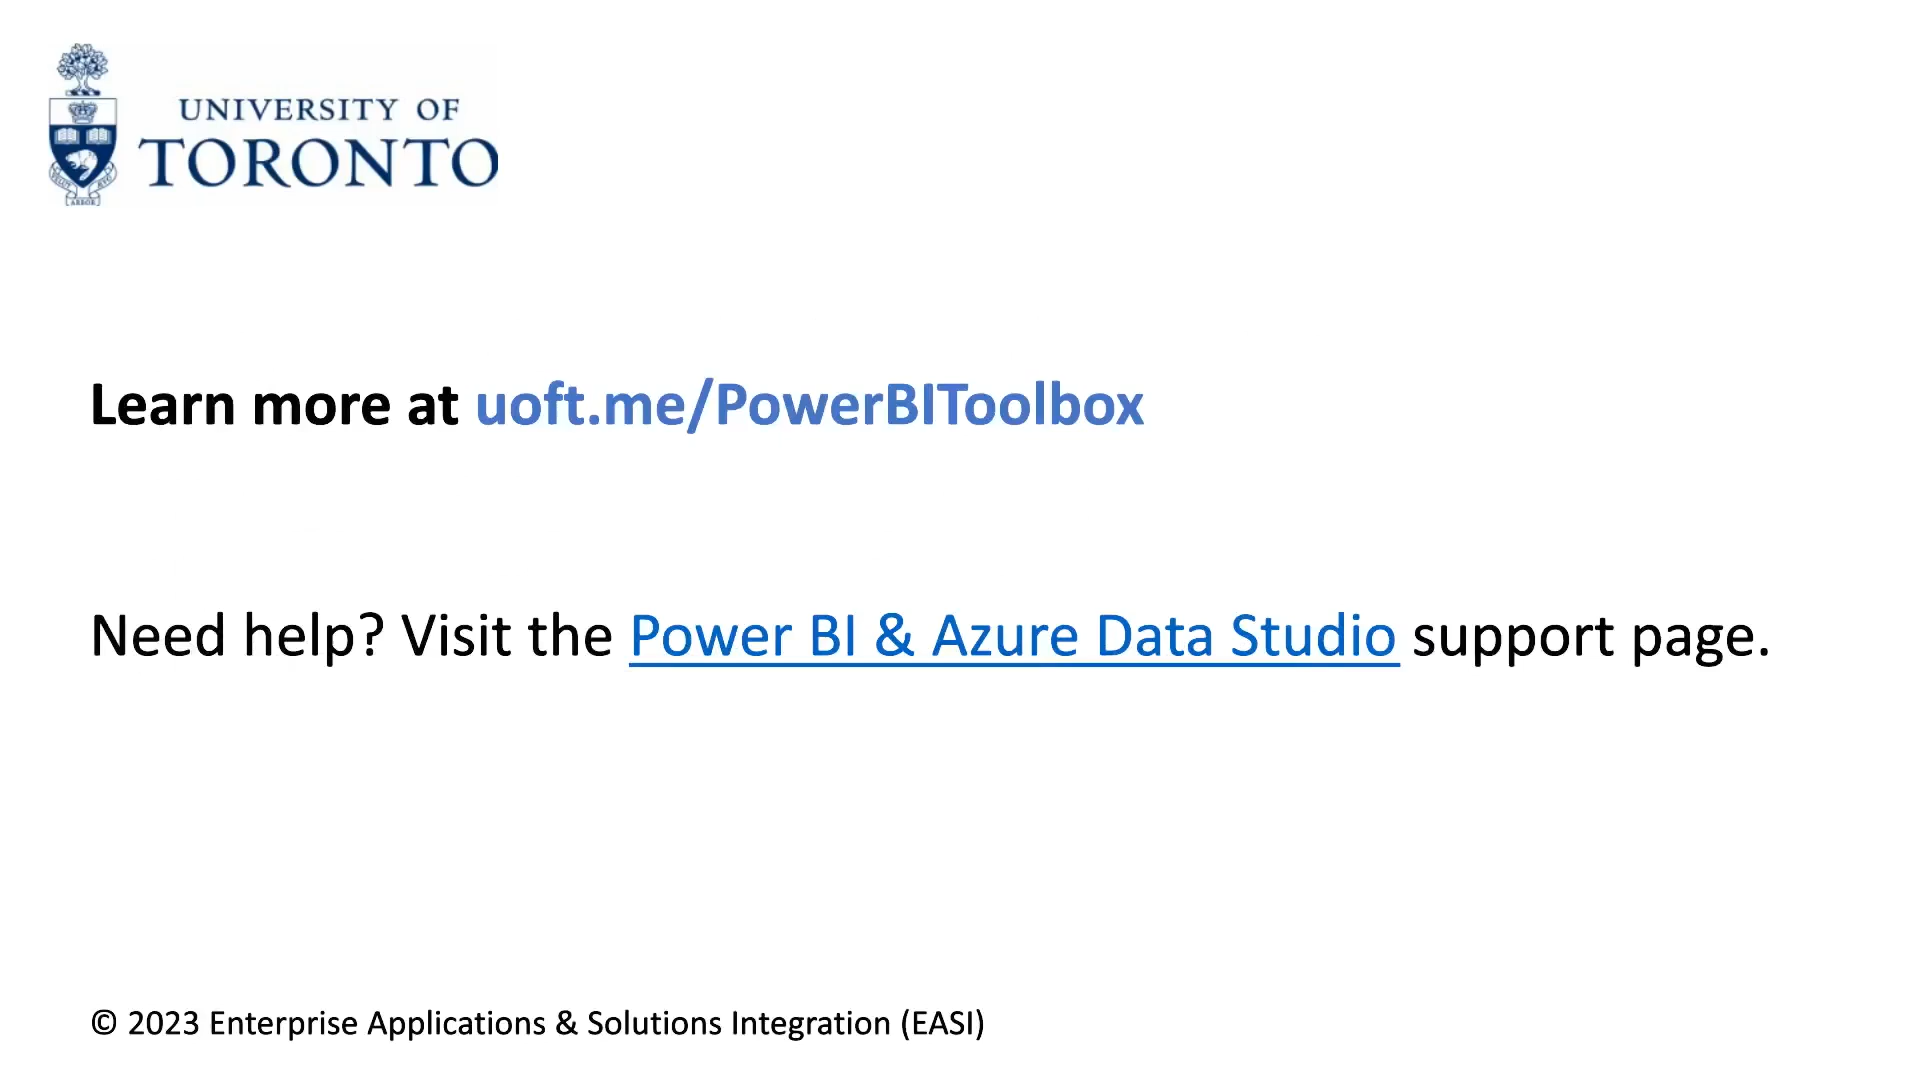 UNIVERSITY OF
TORONTO
ARBOR
Learn more at uoft.me/PowerBIToolbox
Need help? Visit the Power BI & Azure Data Studio support page.
© 2023 Enterprise Applications & Solutions Integration (EASI)